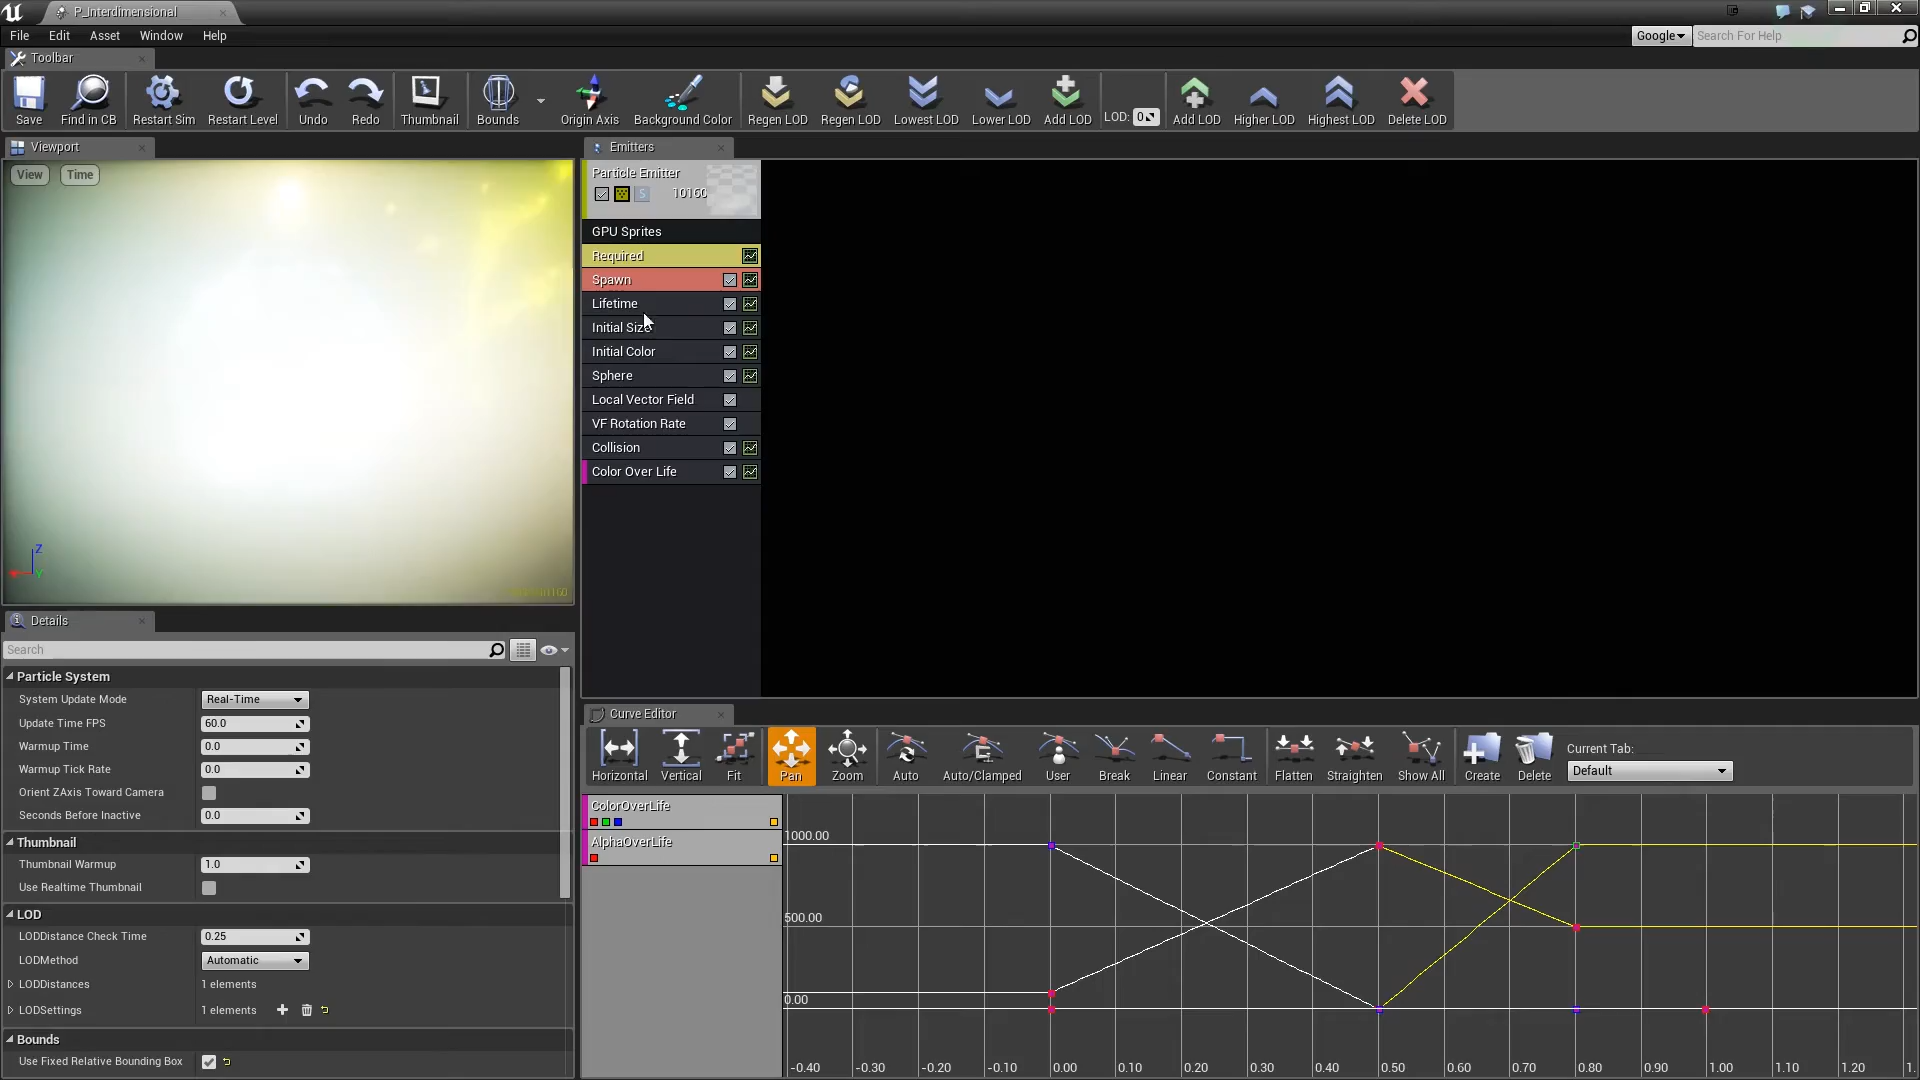 P_Interdimensional
File Edit Asset Window Help
Google Search For Help
Toolbar
Save Find in CB Restart Sim Restart Level Undo Redo Thumbnail Bounds Origin Axis Background Color Regen LOD Regen LOD Lowest LOD Lower LOD Add LOD LOD: 0 Add LOD Higher LOD Highest LOD Delete LOD
Viewport
View Time
Z
Y
Emitters
Particle Emitter
10160
GPU Sprites
Required
Spawn
Lifetime
Initial Size
Initial Color
Sphere
Local Vector Field
VF Rotation Rate
Collision
Color Over Life
Details
Search
Particle System
System Update Mode Real-Time
Update Time FPS 60.0
Warmup Time 0.0
Warmup Tick Rate 0.0
Orient ZAxis Toward Camera
Seconds Before Inactive 0.0
Thumbnail
Thumbnail Warmup 1.0
Use Realtime Thumbnail
LOD
LODDistance Check Time 0.25
LODMethod Automatic
LODDistances 1 elements
LODSettings 1 elements
Bounds
Use Fixed Relative Bounding Box
Curve Editor
Horizontal Vertical Fit Pan Zoom Auto Auto/Clamped User Break Linear Constant Flatten Straighten Show All Create Delete
Current Tab:
Default
ColorOverLife
AlphaOverLife
1000.00
500.00
0.00
-0.40 -0.30 -0.20 -0.10 0.00 0.10 0.20 0.30 0.40 0.50 0.60 0.70 0.80 0.90 1.00 1.10 1.20